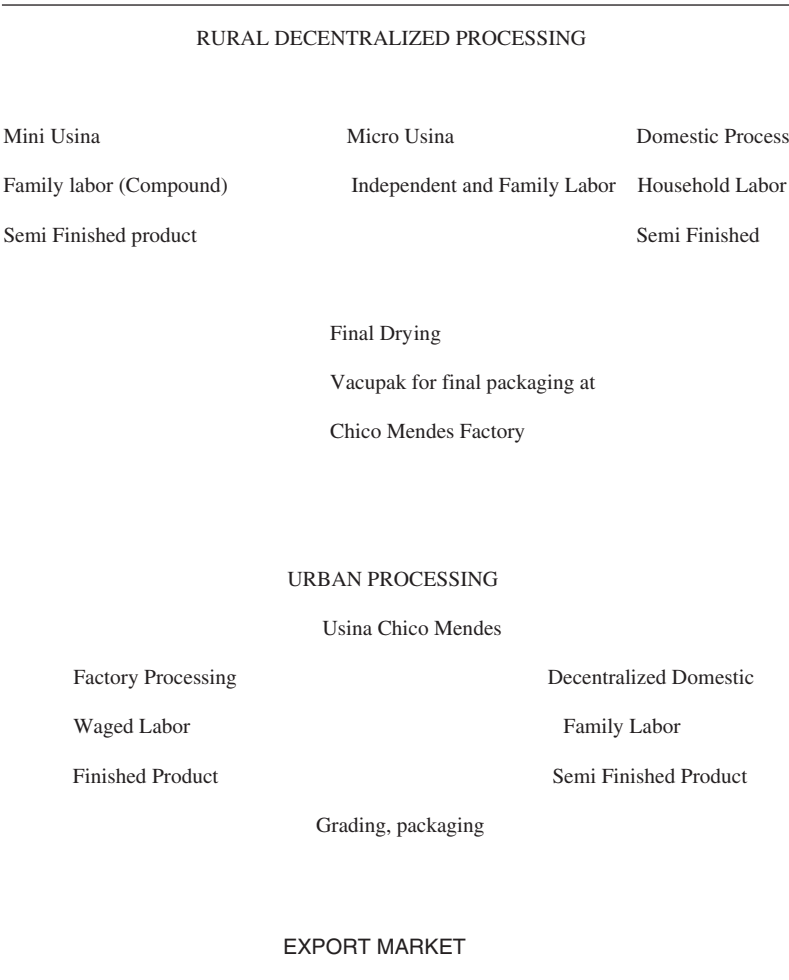 RURAL DECENTRALIZED PROCESSING
Mini Usina Micro Usina Domestic Process
Family labor (Compound) Independent and Family Labor Household Labor
Semi Finished product Semi Finished
Final Drying
Vacupak for final packaging at
Chico Mendes Factory
URBAN PROCESSING
Usina Chico Mendes
Factory Processing Decentralized Domestic
Waged Labor Family Labor
Finished Product Semi Finished Product
Grading, packaging
EXPORT MARKET